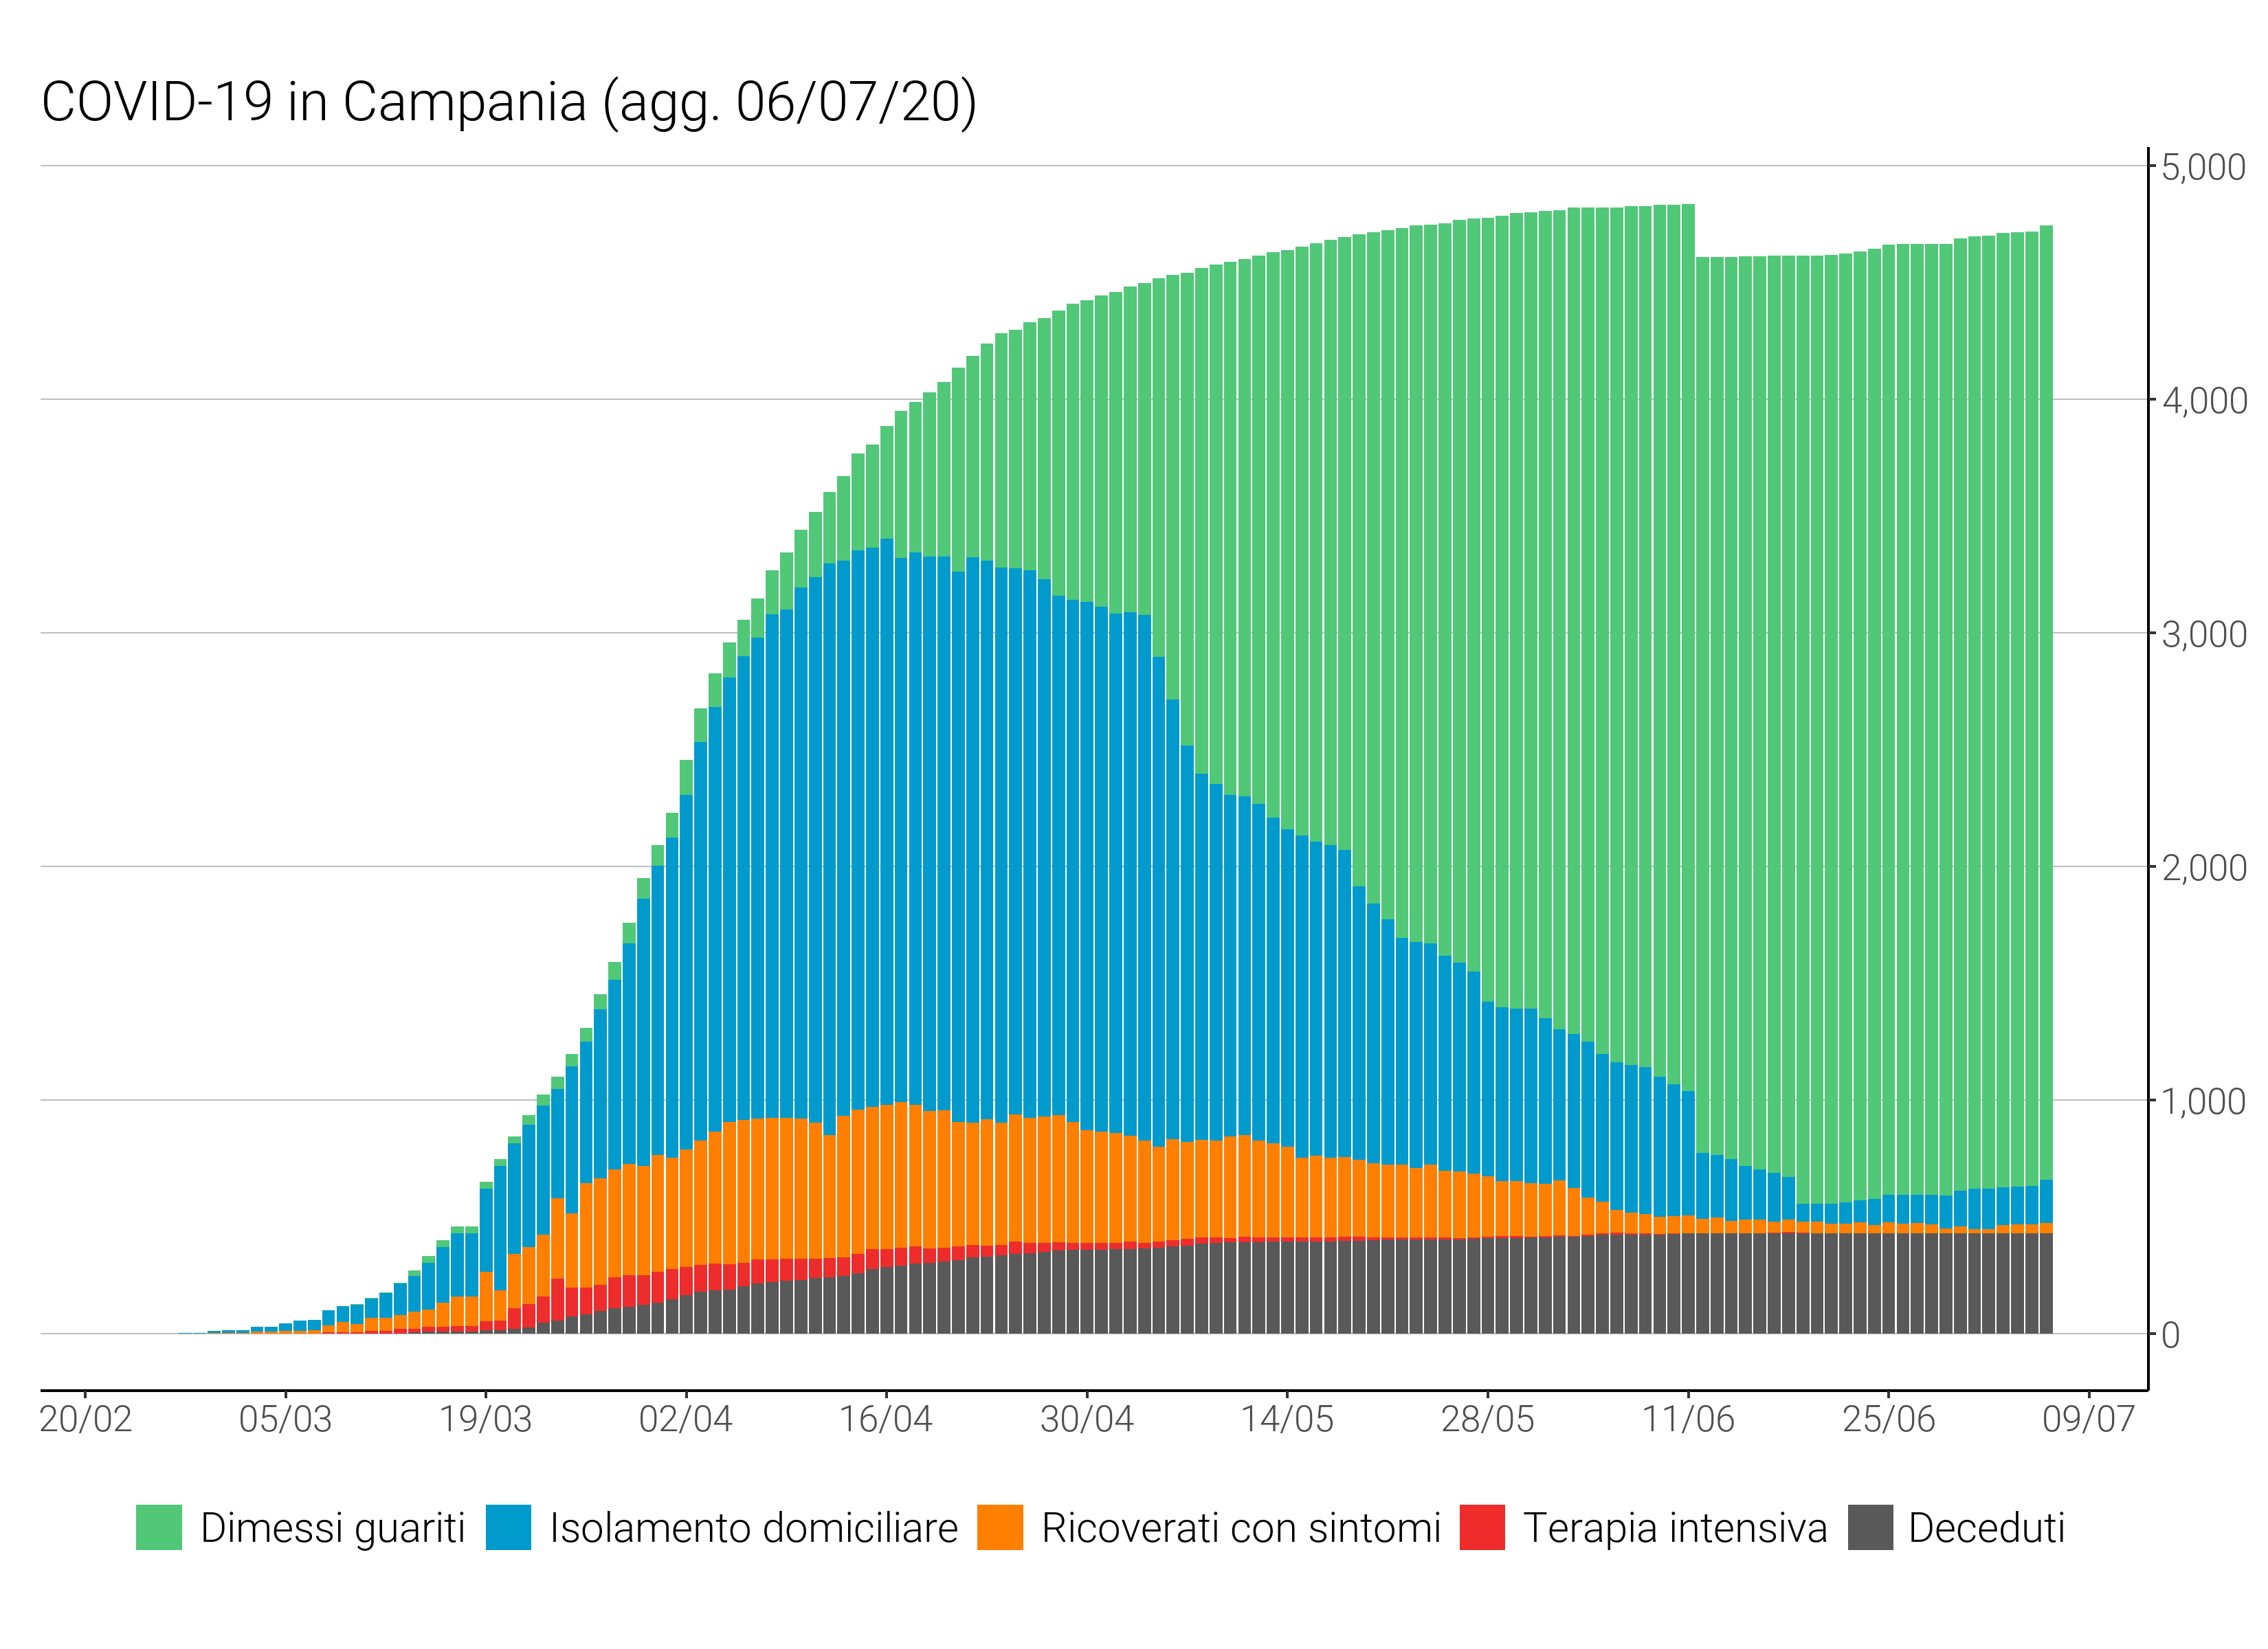 COVID-19 in Campania (agg. 06/07/20)
5,000
4,000
3,000
2,000
1,000
0
20/02 05/03 19/03 02/04 16/04 30/04 14/05 28/05 11/06 25/06 09/07
Dimessi guariti Isolamento domiciliare Ricoverati con sintomi Terapia intensiva Deceduti